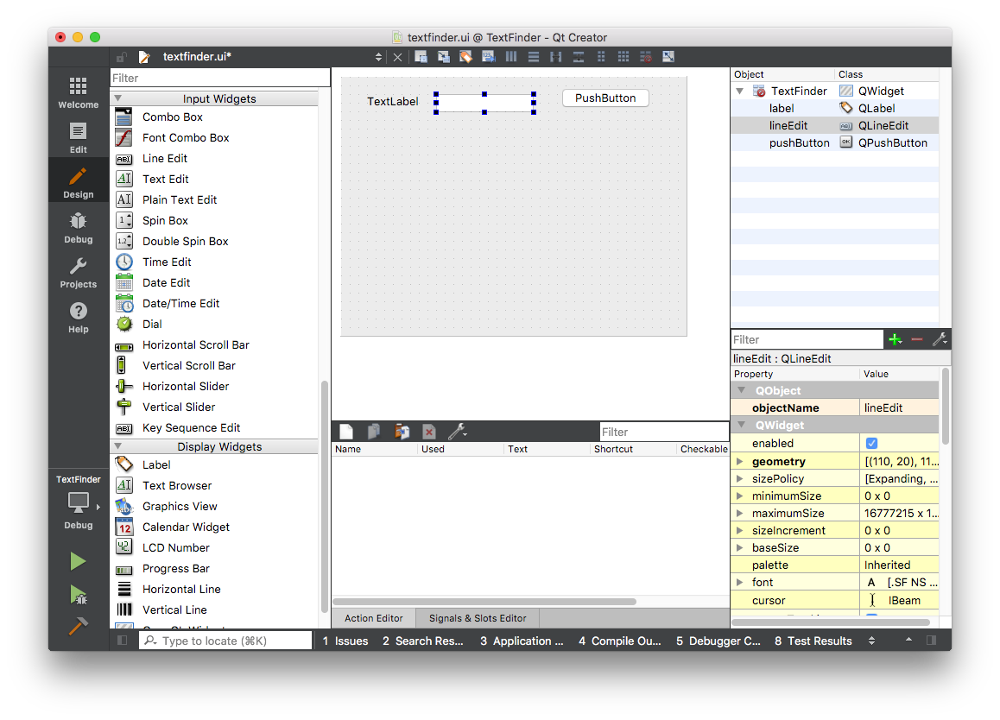 textfinder.ui @ TextFinder - Qt Creator
textfinder.ui*
Welcome
Edit
Design
Debug
Projects
Help
TextFinder
Debug
Filter
Input Widgets
Combo Box
Font Combo Box
Line Edit
Text Edit
Plain Text Edit
Spin Box
Double Spin Box
Time Edit
Date Edit
Date/Time Edit
Dial
Horizontal Scroll Bar
Vertical Scroll Bar
Horizontal Slider
Vertical Slider
Key Sequence Edit
Display Widgets
Label
Text Browser
Graphics View
Calendar Widget
LCD Number
Progress Bar
Horizontal Line
Vertical Line
TextLabel
PushButton
Filter
Name Used Text Shortcut Checkable
Action Editor Signals & Slots Editor
Object Class
TextFinder QWidget
label QLabel
lineEdit QLineEdit
pushButton QPushButton
Filter
lineEdit : QLineEdit
Property Value
QObject
objectName lineEdit
QWidget
enabled
geometry [(110, 20), 11...
sizePolicy [Expanding, ...
minimumSize 0 x 0
maximumSize 16777215 x 1...
sizeIncrement 0 x 0
baseSize 0 x 0
palette Inherited
font A [.SF NS ...
cursor IBeam
Type to locate (⌘K) 1 Issues 2 Search Res... 3 Application ... 4 Compile Ou... 5 Debugger C... 8 Test Results